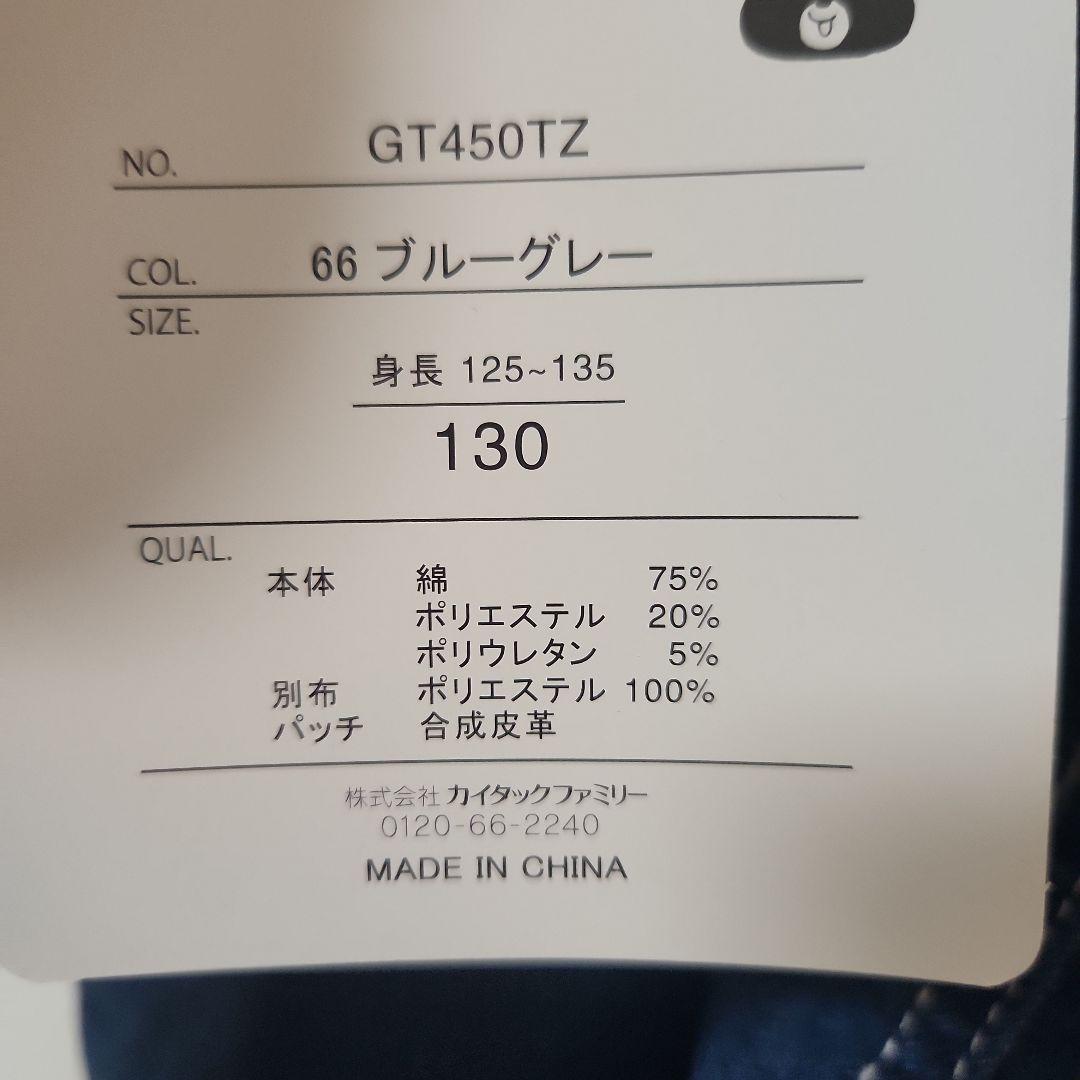 NO. GT450TZ
COL. 66 ブルーグレー
SIZE.
身長 125~135
130
QUAL.
本体 綿 75%
ポリエステル 20%
ポリウレタン 5%
別布 ポリエステル 100%
パッチ 合成皮革
株式会社 カイタックファミリー
0120-66-2240
MADE IN CHINA